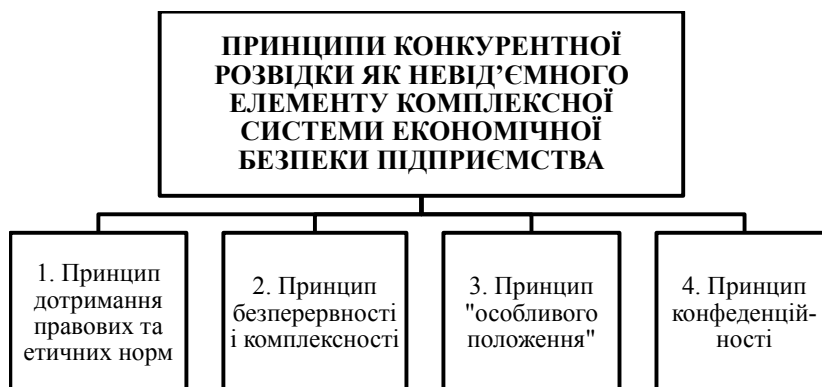 ПРИНЦИПИ КОНКУРЕНТНОЇ
РОЗВІДКИ ЯК НЕВІД’ЄМНОГО
ЕЛЕМЕНТУ КОМПЛЕКСНОЇ
СИСТЕМИ ЕКОНОМІЧНОЇ
БЕЗПЕКИ ПІДПРИЄМСТВА
1. Принцип
дотримання
правових та
етичних норм
2. Принцип
безперервності
і комплексності
3. Принцип
"особливого
положення"
4. Принцип
конфеденцій-
ності